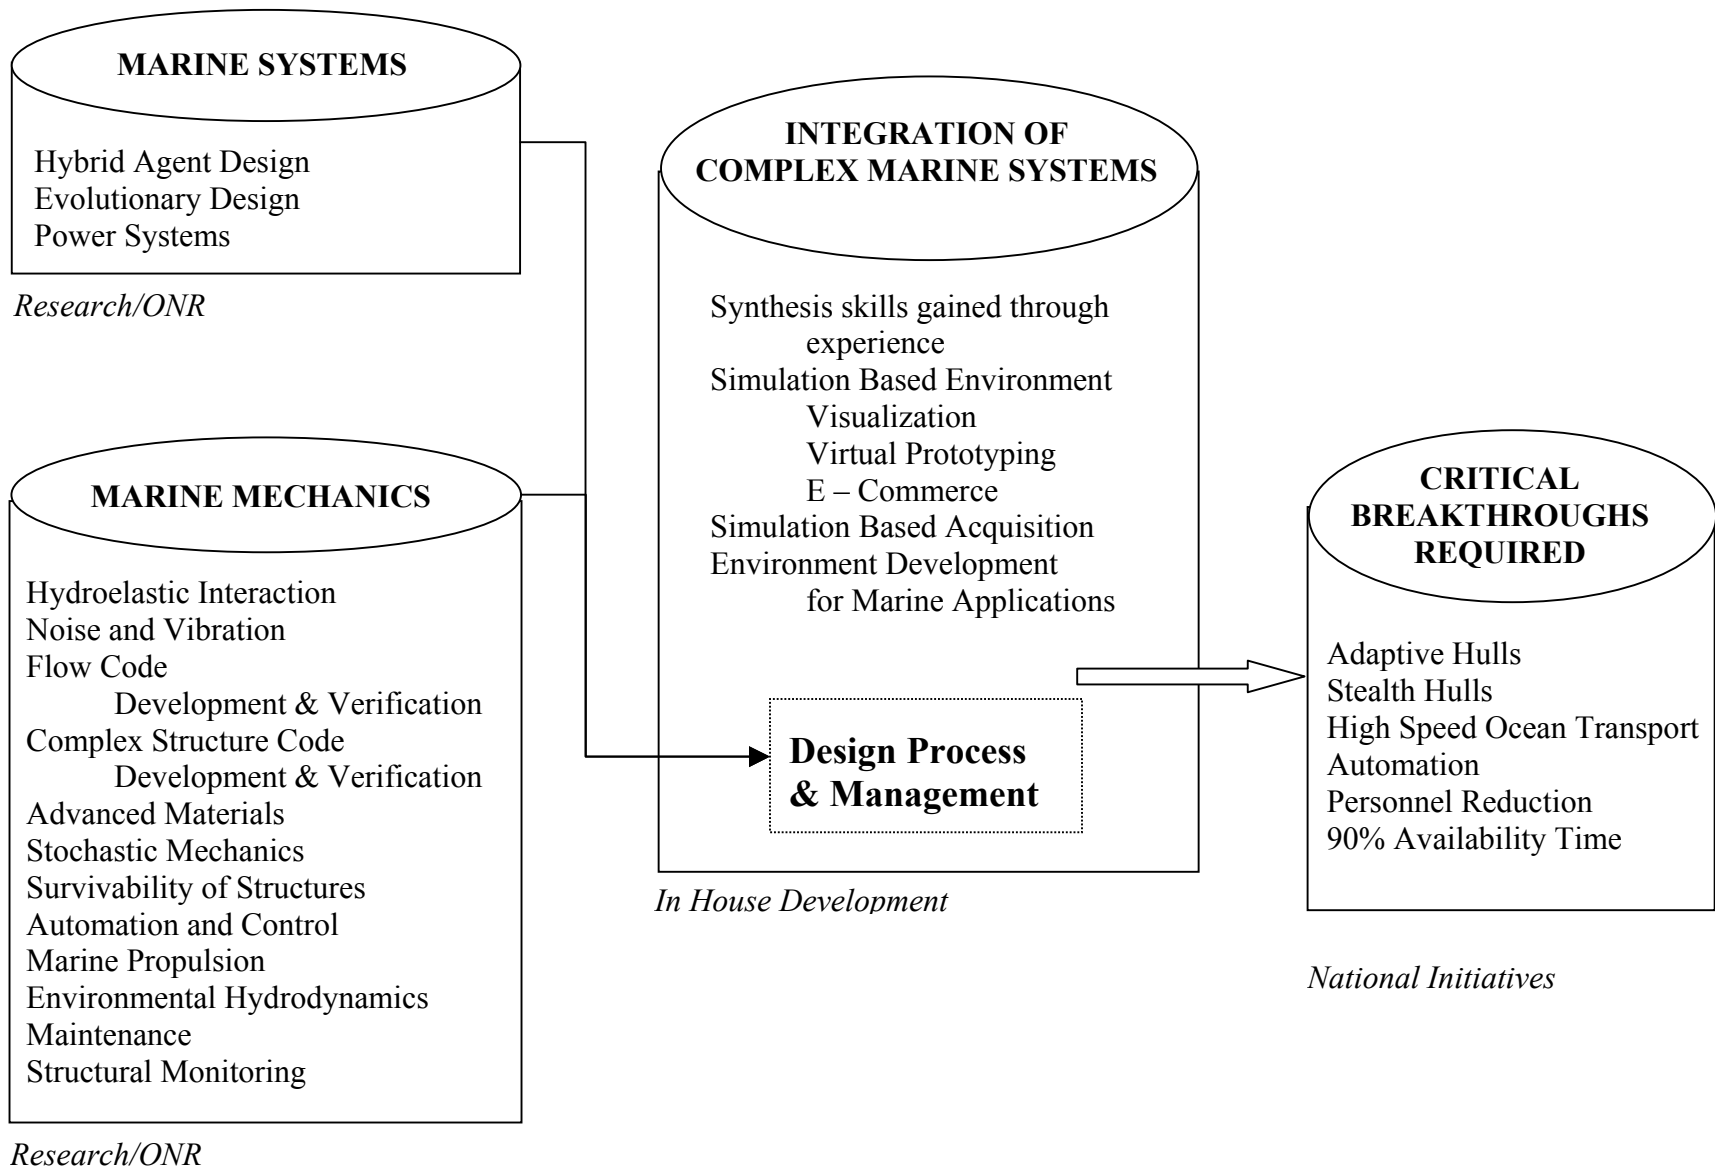 MARINE SYSTEMS
Hybrid Agent Design
Evolutionary Design
Power Systems
Research/ONR
MARINE MECHANICS
Hydroelastic Interaction
Noise and Vibration
Flow Code
Development & Verification
Complex Structure Code
Development & Verification
Advanced Materials
Stochastic Mechanics
Survivability of Structures
Automation and Control
Marine Propulsion
Environmental Hydrodynamics
Maintenance
Structural Monitoring
Research/ONR
INTEGRATION OF
COMPLEX MARINE SYSTEMS
Synthesis skills gained through
experience
Simulation Based Environment
Visualization
Virtual Prototyping
E – Commerce
Simulation Based Acquisition
Environment Development
for Marine Applications
Design Process
& Management
In House Development
CRITICAL
BREAKTHROUGHS
REQUIRED
Adaptive Hulls
Stealth Hulls
High Speed Ocean Transport
Automation
Personnel Reduction
90% Availability Time
National Initiatives